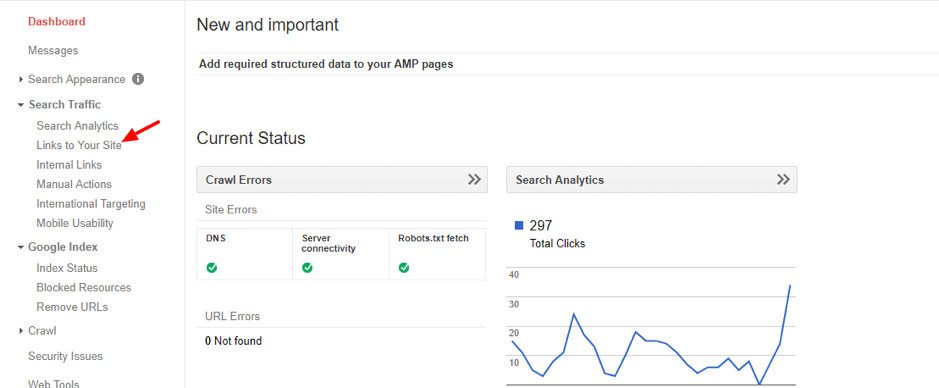 Dashboard
Messages
Search Appearance
Search Traffic
Search Analytics
Links to Your Site
Internal Links
Manual Actions
International Targeting
Mobile Usability
Google Index
Index Status
Blocked Resources
Remove URLs
Crawl
Security Issues
Web Tools
New and important
Add required structured data to your AMP pages
Current Status
Crawl Errors
Site Errors
DNS
Server
connectivity
Robots.txt fetch
URL Errors
0 Not found
Search Analytics
297
Total Clicks
40
30
20
10